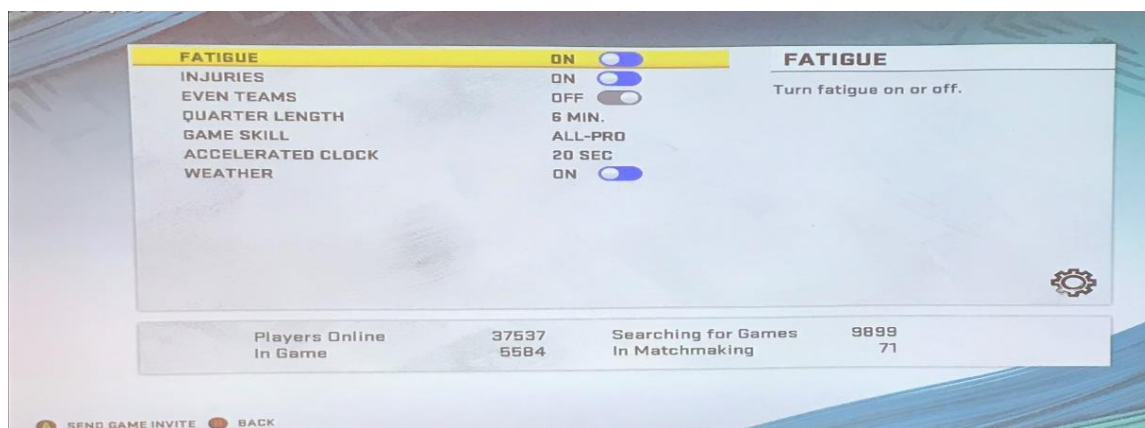 FATIGUE ON
INJURIES ON
EVEN TEAMS OFF
QUARTER LENGTH 6 MIN.
GAME SKILL ALL-PRO
ACCELERATED CLOCK 20 SEC
WEATHER ON
FATIGUE
Turn fatigue on or off.
Players Online 37537 Searching for Games 9899
In Game 5584 In Matchmaking 71
A SEND GAME INVITE BACK